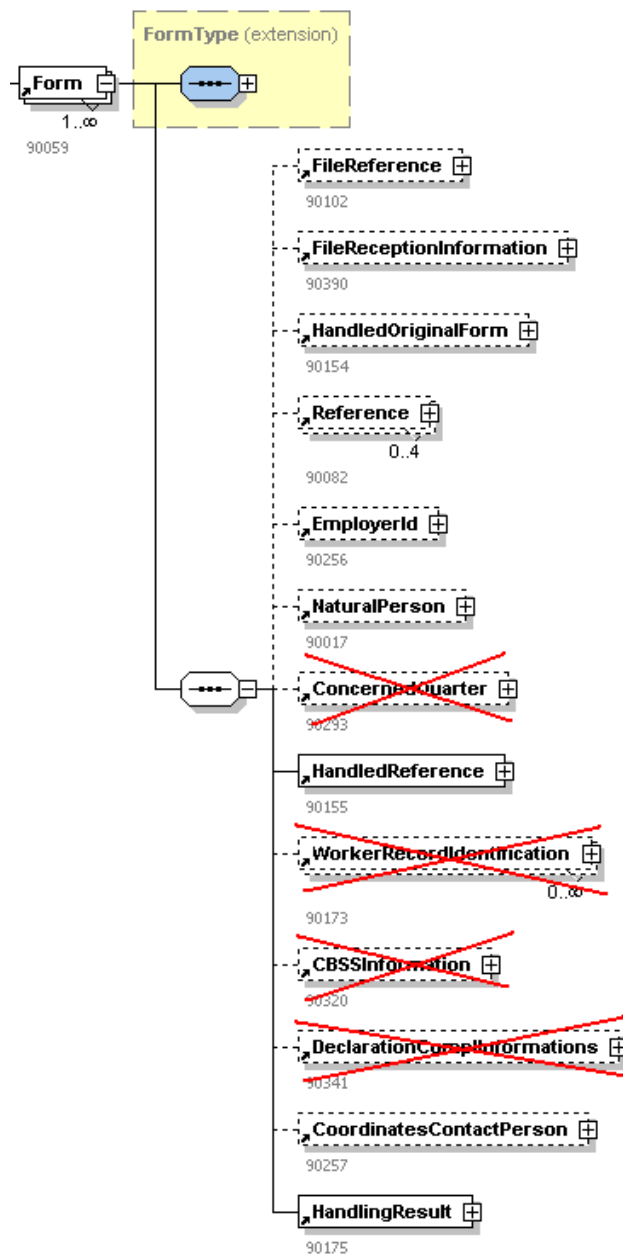 FormType (extension)
Form
1..∞
90059
FileReference
90102
FileReceptionInformation
90390
HandledOriginalForm
90154
Reference
0..4
90082
EmployerId
90256
NaturalPerson
90017
ConcernedQuarter
90293
HandledReference
90155
WorkerRecordIdentification
0..∞
90173
CBSSInformation
90320
DeclarationComplInformations
90341
CoordinatesContactPerson
90257
HandlingResult
90175